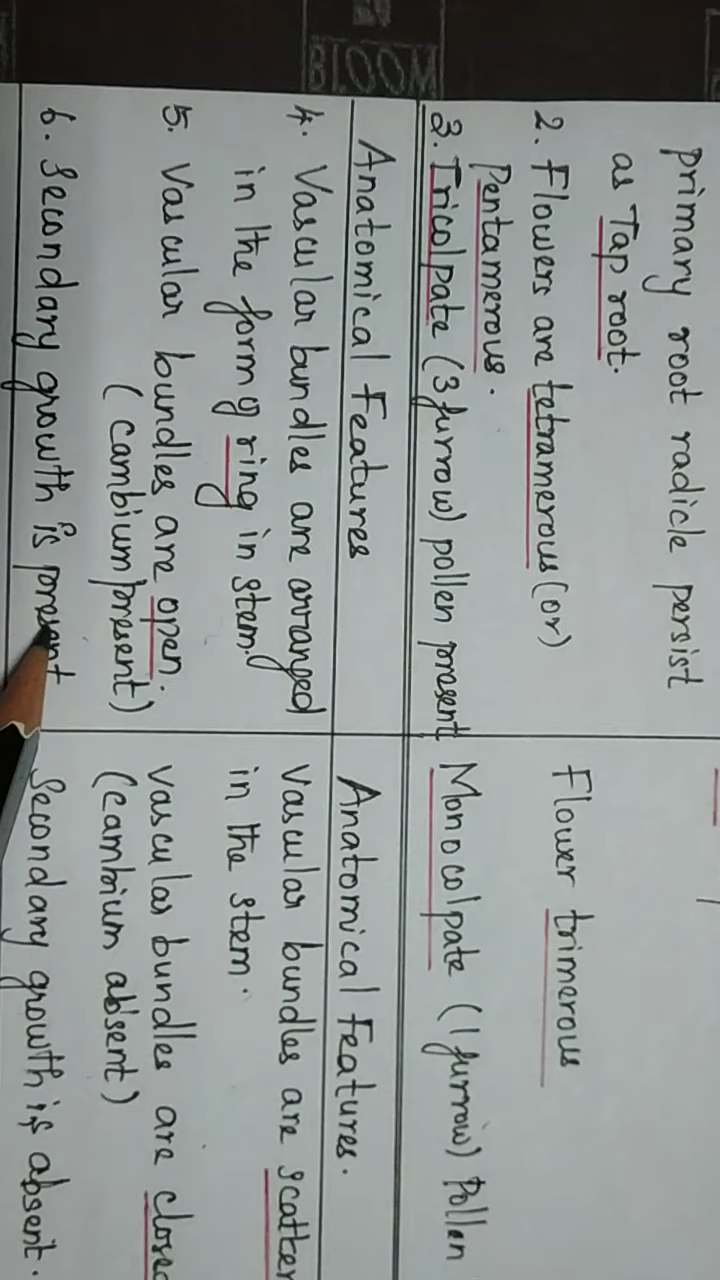 BLOOM
primary root radicle persist
as Tap root.
2. Flowers are tetramerous (or)
Pentamerous.
3. Tricolpate (3 furrow) pollen present
Anatomical Features
4. Vascular bundles are arranged
in the form of ring in stem.
5. Vascular bundles are open.
(Cambium present)
6. Secondary growth is present
Flower trimerous
Monocolpate (1 furrow) Pollen
Anatomical Features.
Vascular bundles are scatter
in the stem.
Vascular bundles are close
(cambium absent)
Secondary growth is absent.